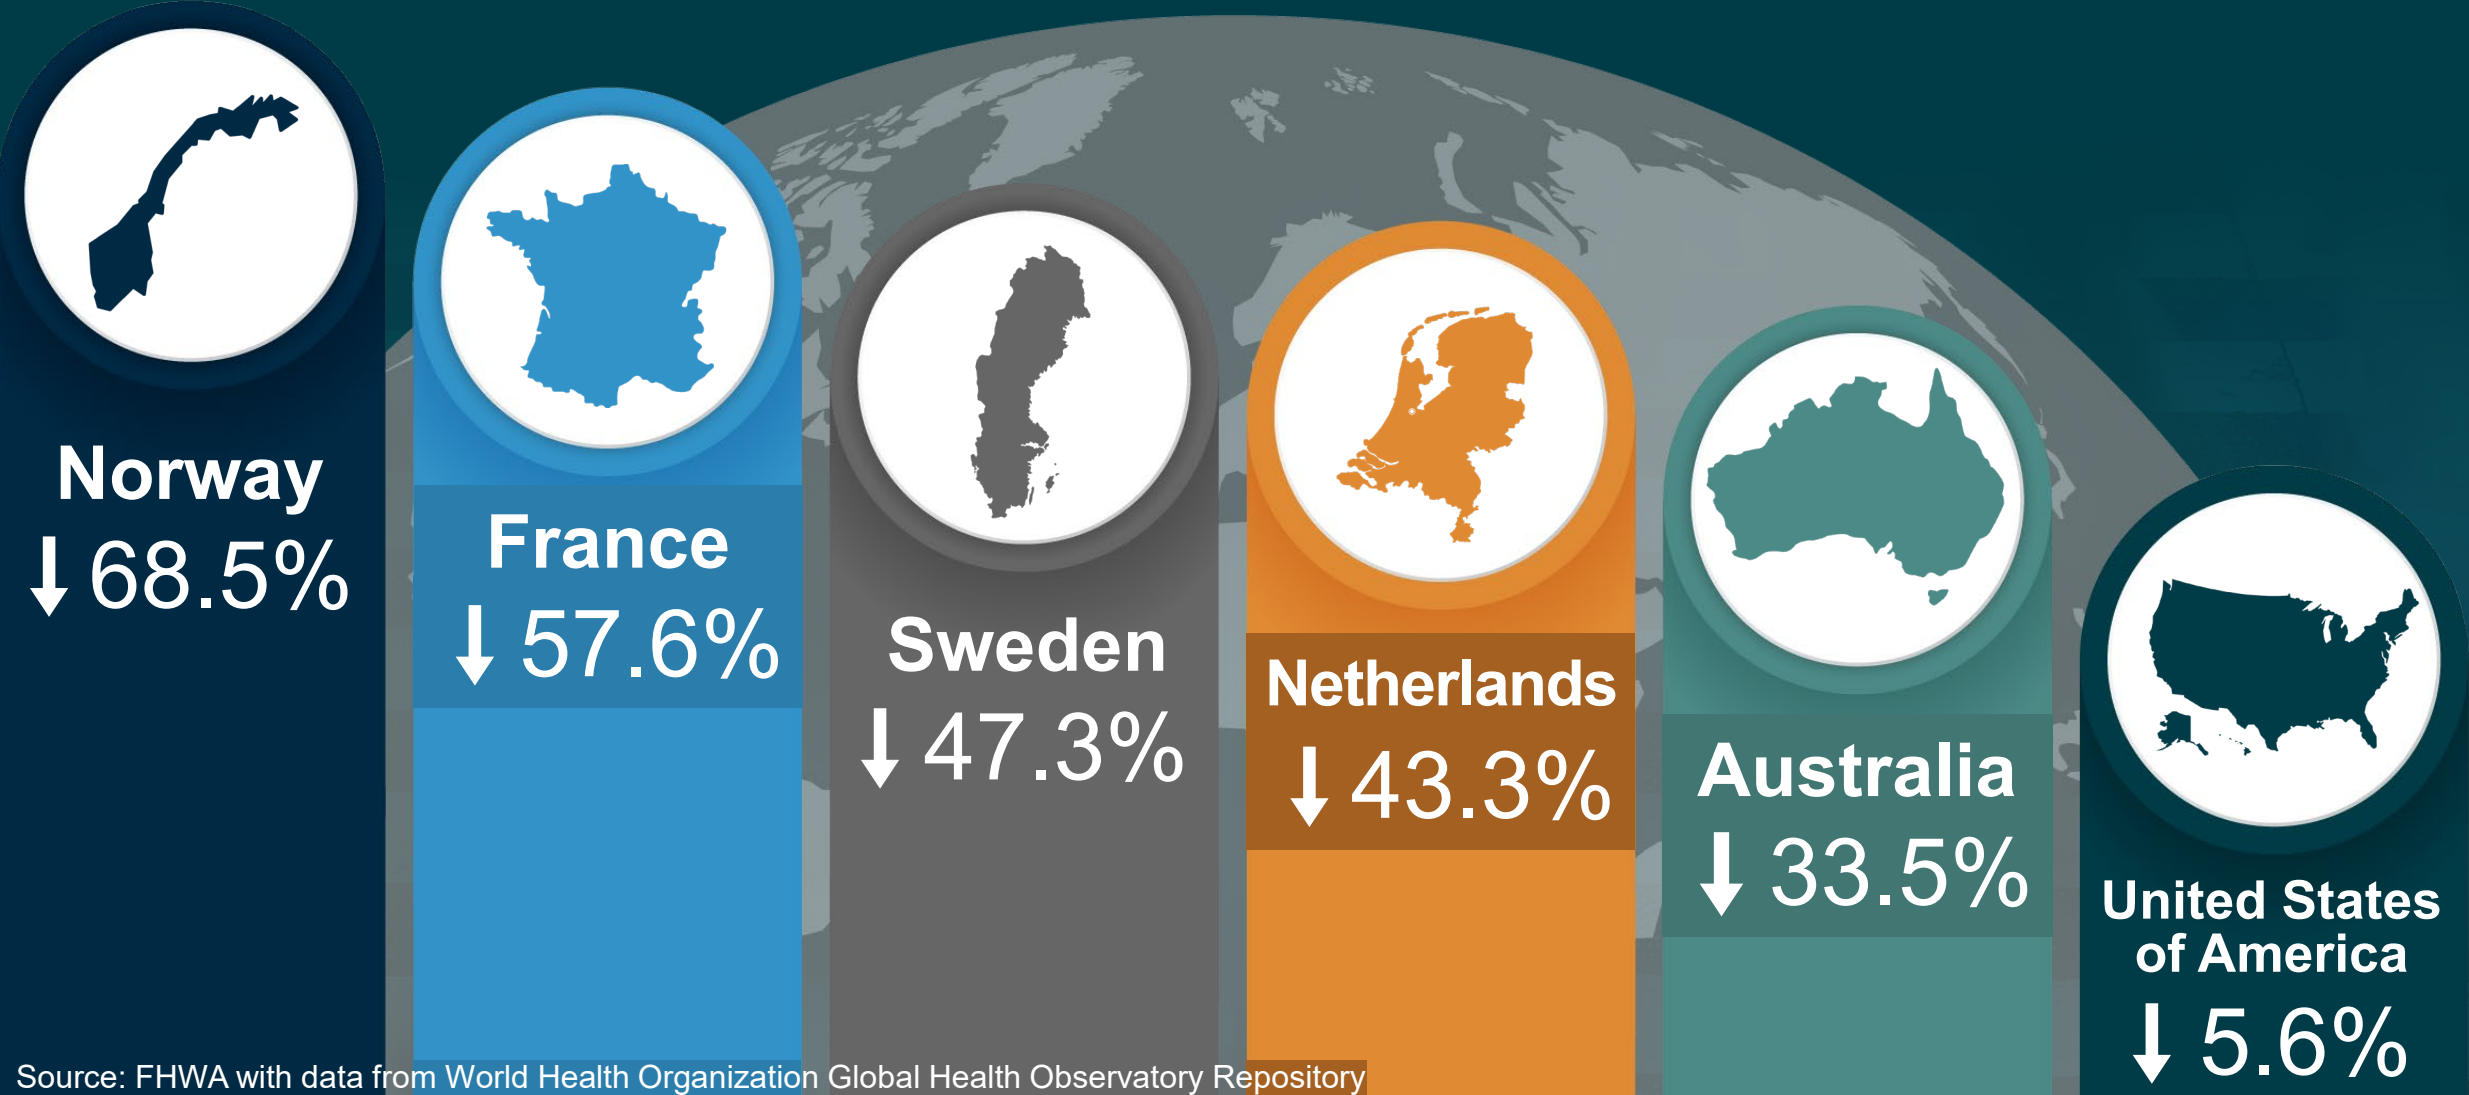 Norway
↓ 68.5%
France
↓ 57.6%
Sweden
↓ 47.3%
Netherlands
↓ 43.3%
Australia
↓ 33.5%
United States
of America
↓ 5.6%
Source: FHWA with data from World Health Organization Global Health Observatory Repository